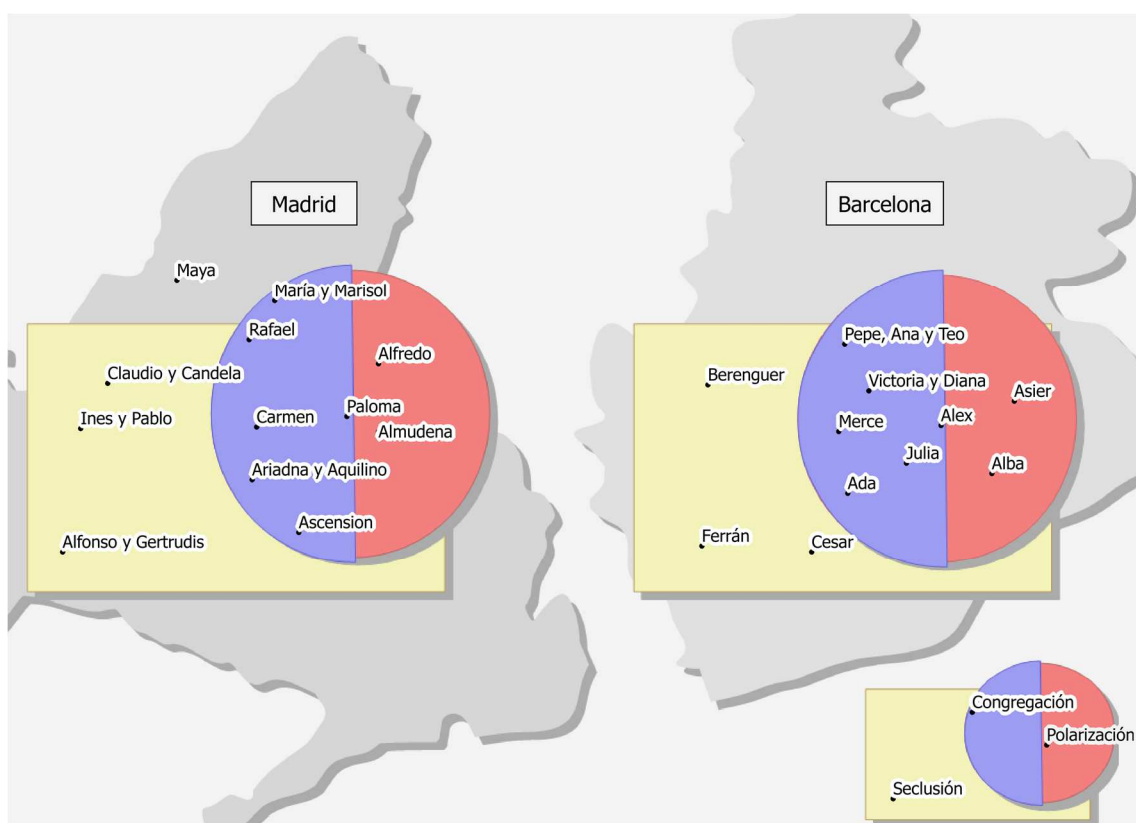 Madrid
Maya
María y Marisol
Rafael
Alfredo
Claudio y Candela
Paloma
Ines y Pablo
Carmen
Almudena
Ariadna y Aquilino
Ascension
Alfonso y Gertrudis
Barcelona
Pepe, Ana y Teo
Berenguer
Victoria y Diana
Asier
Merce
Alex
Julia
Alba
Ada
Ferrán
Cesar
Congregación
Polarización
Seclusión